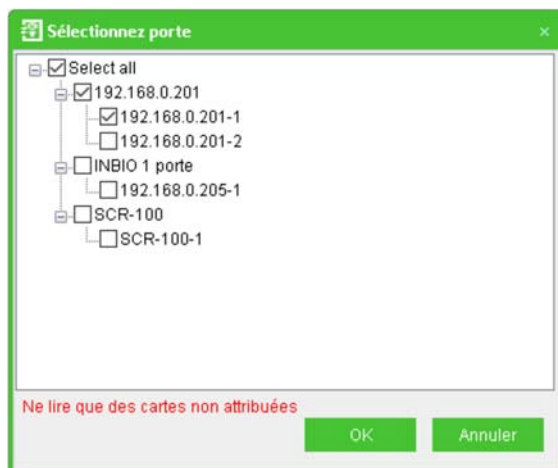 Sélectionnez porte
Select all
192.168.0.201
192.168.0.201-1
192.168.0.201-2
INBIO 1 porte
192.168.0.205-1
SCR-100
SCR-100-1
Ne lire que des cartes non attribuées
OK Annuler